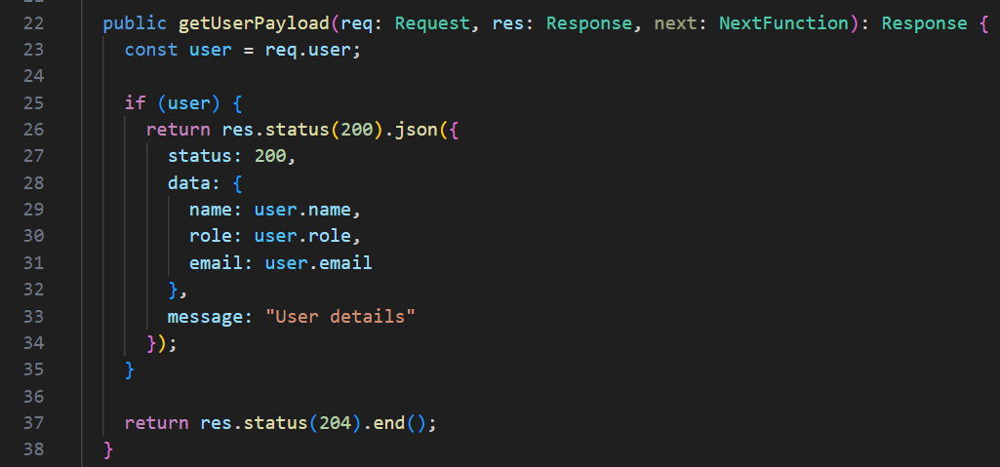 22 public getUserPayload(req: Request, res: Response, next: NextFunction): Response {
23 const user = req.user;
24
25 if (user) {
26 return res.status(200).json({
27 status: 200,
28 data: {
29 name: user.name,
30 role: user.role,
31 email: user.email
32 },
33 message: "User details"
34 });
35 }
36
37 return res.status(204).end();
38 }